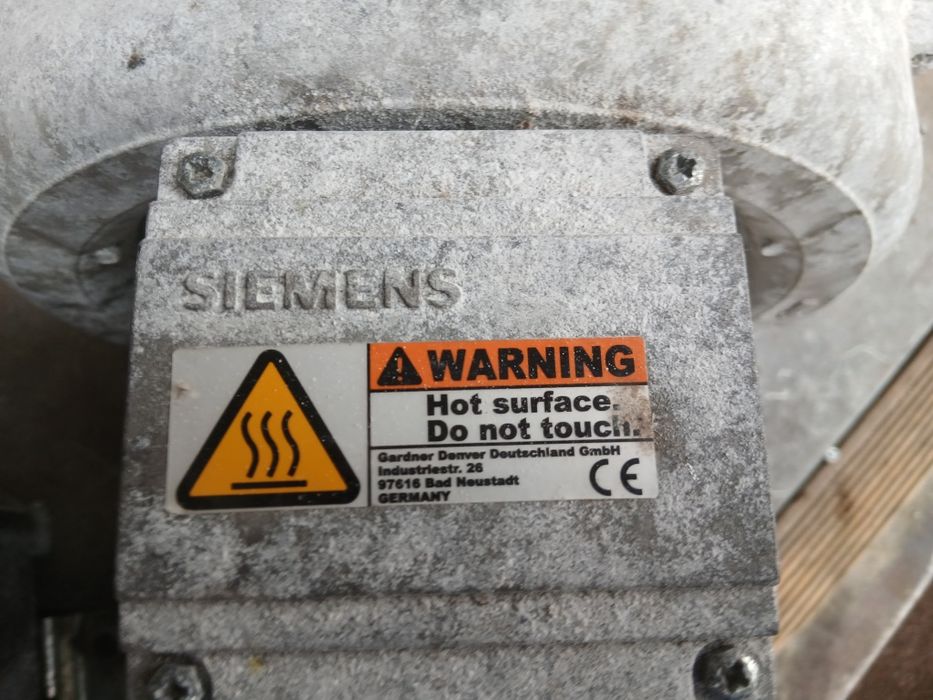 SIEMENS
WARNING
Hot surface.
Do not touch.
Gardner Denver Deutschland GmbH
Industriestr. 26
97616 Bad Neustadt
GERMANY
CE